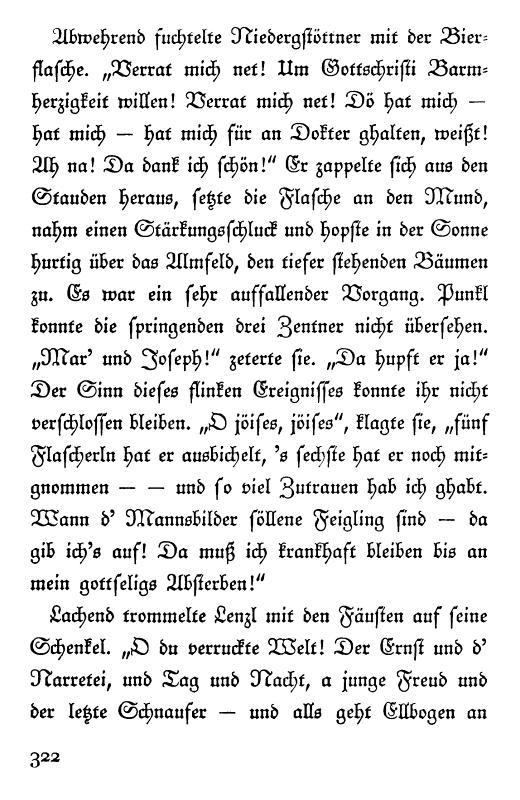 Abwehrend fuchtelte Niedergstöttner mit der Bier-
flasche. „Verrat mich net! Um Gottschristi Barm-
herzigkeit willen! Verrat mich net! Dö hat mich —
hat mich — hat mich für an Dokter ghalten, weißt!
Ah na! Da dank ich schön!“ Er zappelte sich aus den
Stauden heraus, setzte die Flasche an den Mund,
nahm einen Stärkungsschluck und hopste in der Sonne
hurtig über das Almfeld, den tiefer stehenden Bäumen
zu. Es war ein sehr auffallender Vorgang. Punkl
konnte die springenden drei Zentner nicht übersehen.
„Mar’ und Joseph!“ zeterte sie. „Da hupft er ja!“
Der Sinn dieses flinken Ereignisses konnte ihr nicht
verschlossen bleiben. „O jöises, jöises“, klagte sie, „fünf
Flascherln hat er ausbichelt, ’s sechste hat er noch mit-
gnommen — — und so viel Zutrauen hab ich ghabt.
Wann d’ Mannsbilder söllene Feigling sind — da
gib ich’s auf! Da muß ich krankhaft bleiben bis an
mein gottseligs Absterben!“
Lachend trommelte Lenzl mit den Fäusten auf seine
Schenkel. „O du verruckte Welt! Der Ernst und d’
Narretei, und Tag und Nacht, a junge Freud und
der letzte Schnaufer — und alls geht Ellbogen an
322